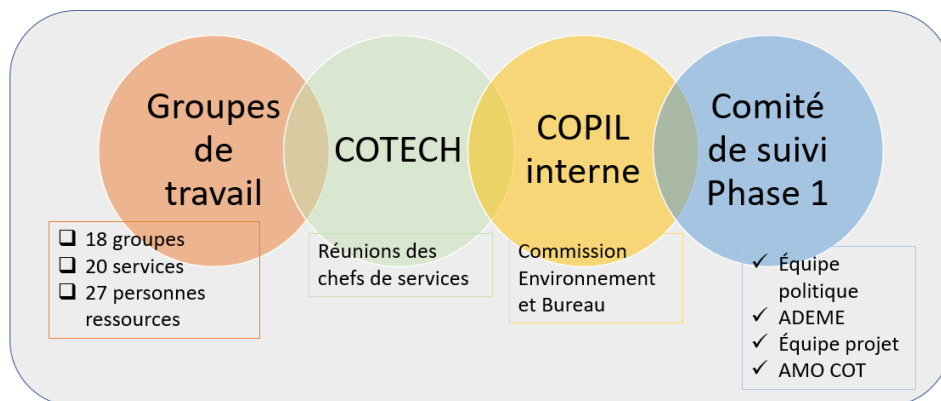 Groupes
de
travail
COTECH
COPIL
interne
Comité
de suivi
Phase 1
18 groupes
20 services
27 personnes
ressources
Réunions des
chefs de services
Commission
Environnement
et Bureau
Équipe
politique
ADEME
Équipe projet
AMO COT